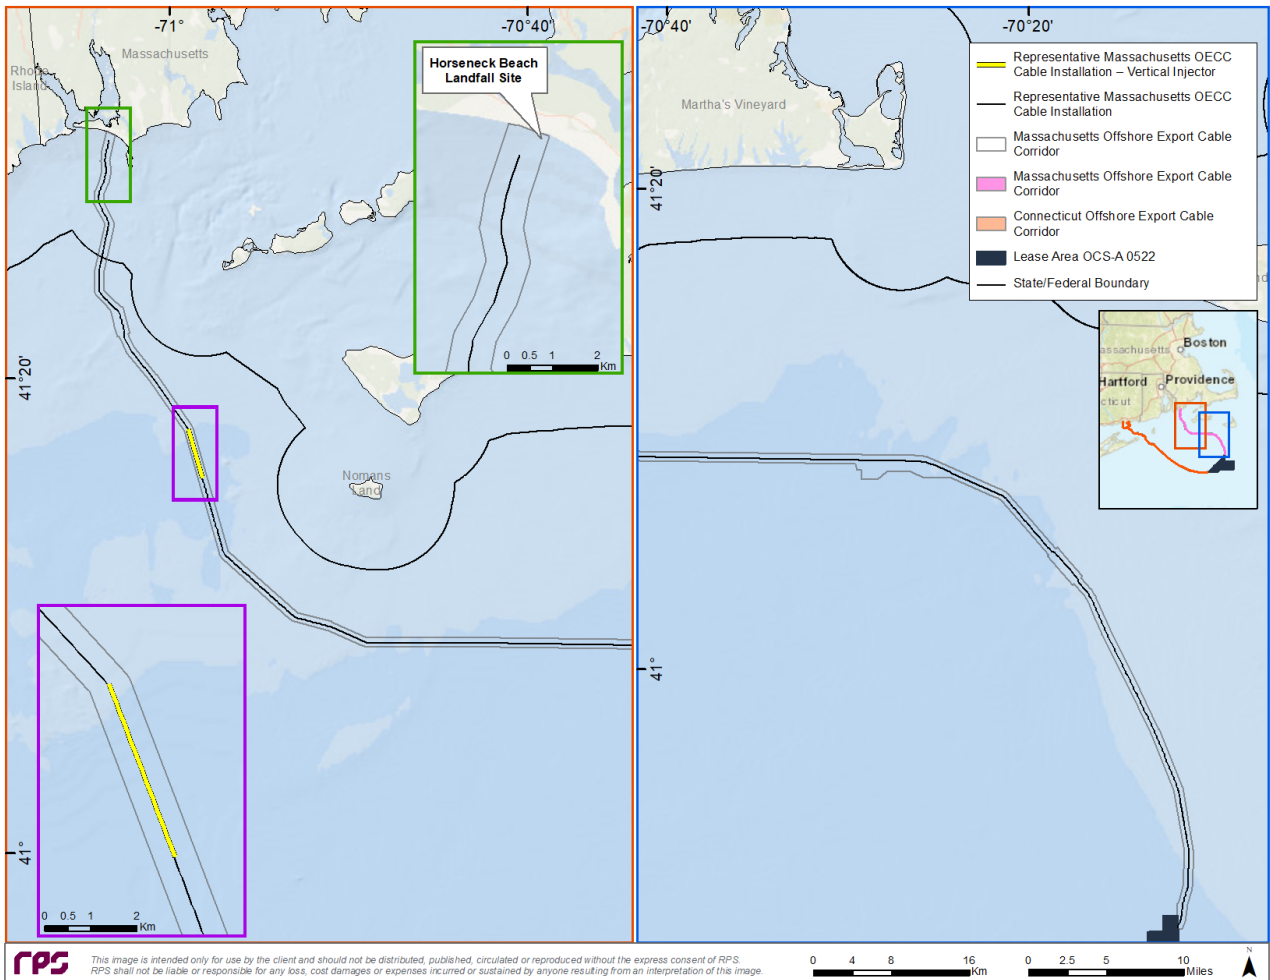 -71°
-70°40'
Massachusetts
Rhode
Island
Horseneck Beach
Landfall Site
0 0.5 1 2
Km
41°20'
Nomans
Land
41°
0 0.5 1 2
Km
-70°40'
-70°20'
Martha's Vineyard
41°20'
41°
Representative Massachusetts OECC
Cable Installation – Vertical Injector
Representative Massachusetts OECC
Cable Installation
Massachusetts Offshore Export Cable
Corridor
Massachusetts Offshore Export Cable
Corridor
Connecticut Offshore Export Cable
Corridor
Lease Area OCS-A 0522
State/Federal Boundary
nd
Boston
assachusetts
Hartford
Providence
cticut
rps
This image is intended only for use by the client and should not be distributed, published, circulated or reproduced without the express consent of RPS.
RPS shall not be liable or responsible for any loss, cost damages or expenses incurred or sustained by anyone resulting from an interpretation of this image.
0 4 8 16
Km
0 2.5 5 10
Miles
N